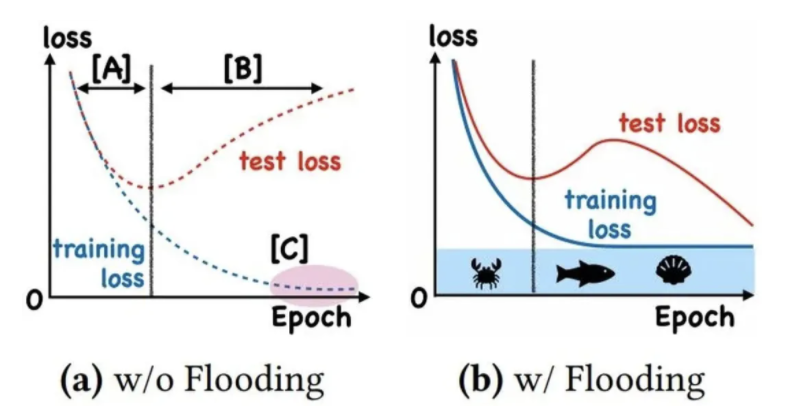 loss
[A]
[B]
test loss
training
loss
[C]
0
Epoch
(a) w/o Flooding
loss
test loss
training
loss
0
Epoch
(b) w/ Flooding